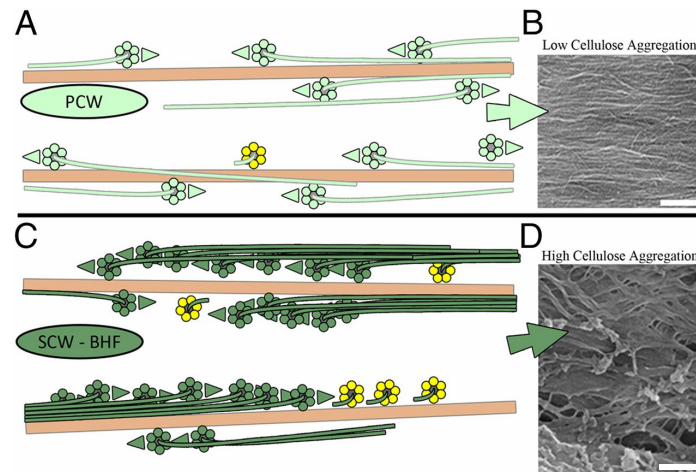 A
B
Low Cellulose Aggregation
PCW
C
D
High Cellulose Aggregation
SCW - BHF